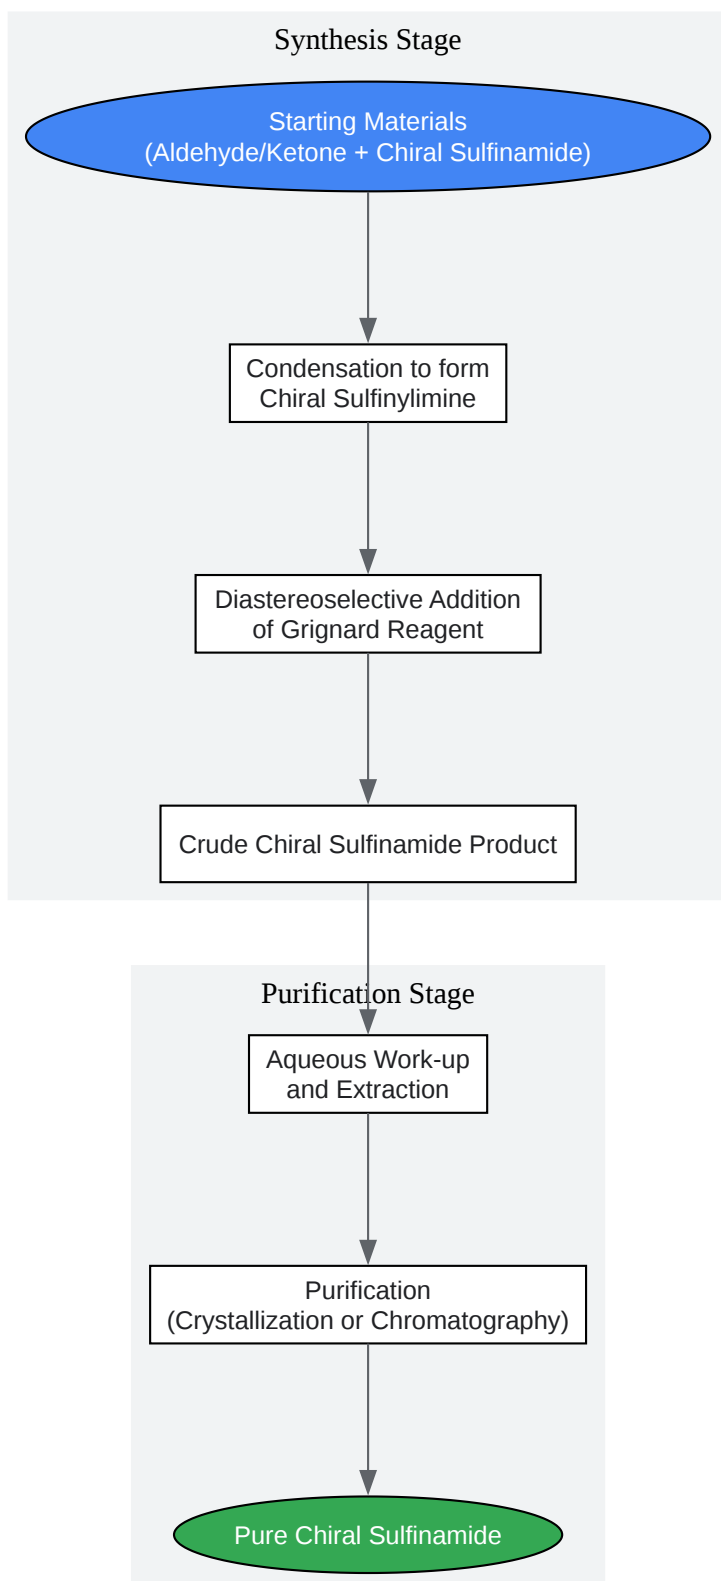 Synthesis Stage
Starting Materials
(Aldehyde/Ketone + Chiral Sulfinamide)
Condensation to form
Chiral Sulfinylimine
Diastereoselective Addition
of Grignard Reagent
Crude Chiral Sulfinamide Product
Purification Stage
Aqueous Work-up
and Extraction
Purification
(Crystallization or Chromatography)
Pure Chiral Sulfinamide